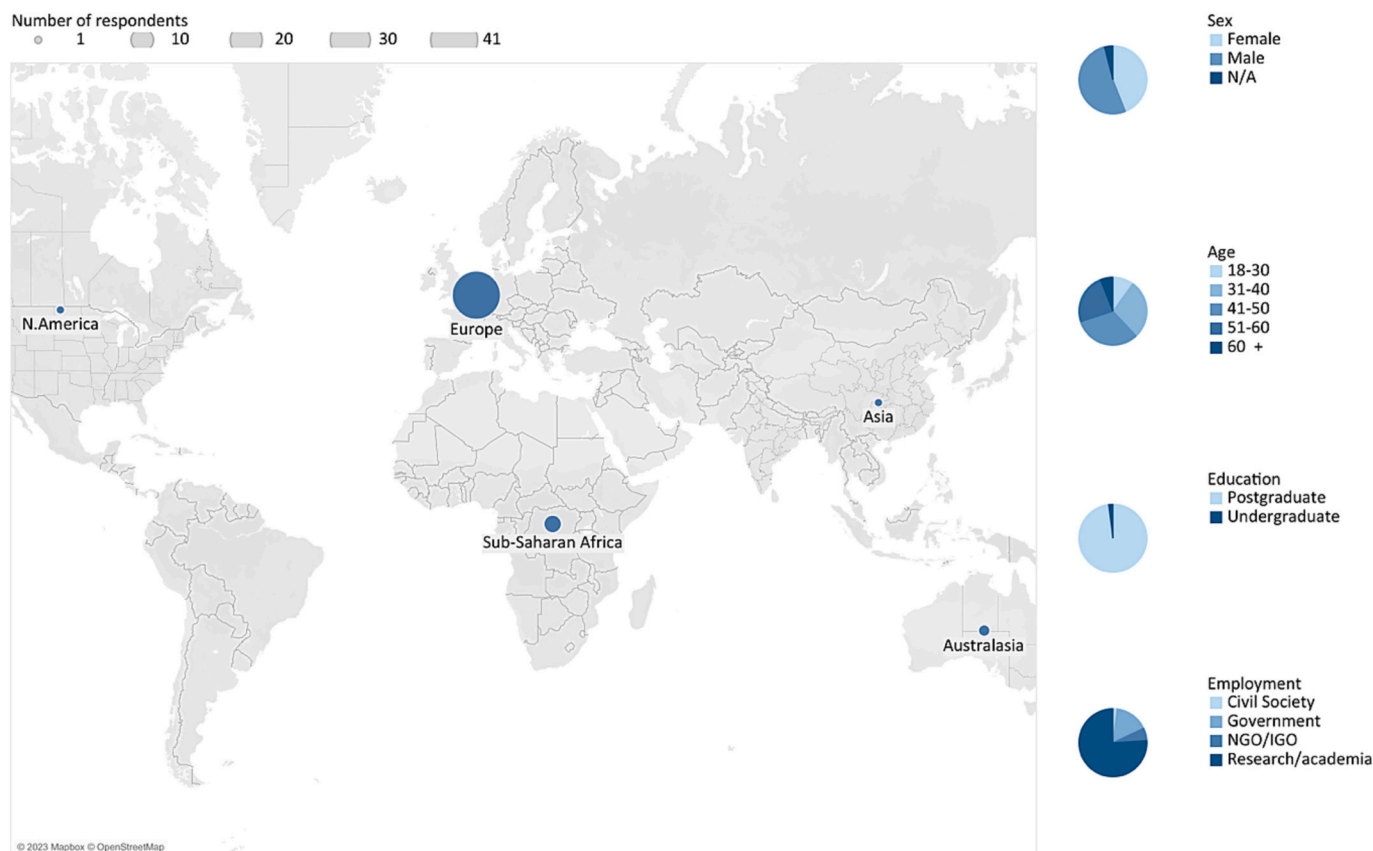 Number of respondents
1 10 20 30 41
N.America
Europe
Asia
Sub-Saharan Africa
Australasia
© 2023 Mapbox © OpenStreetMap
Sex
Female
Male
N/A
Age
18-30
31-40
41-50
51-60
60 +
Education
Postgraduate
Undergraduate
Employment
Civil Society
Government
NGO/IGO
Research/academia